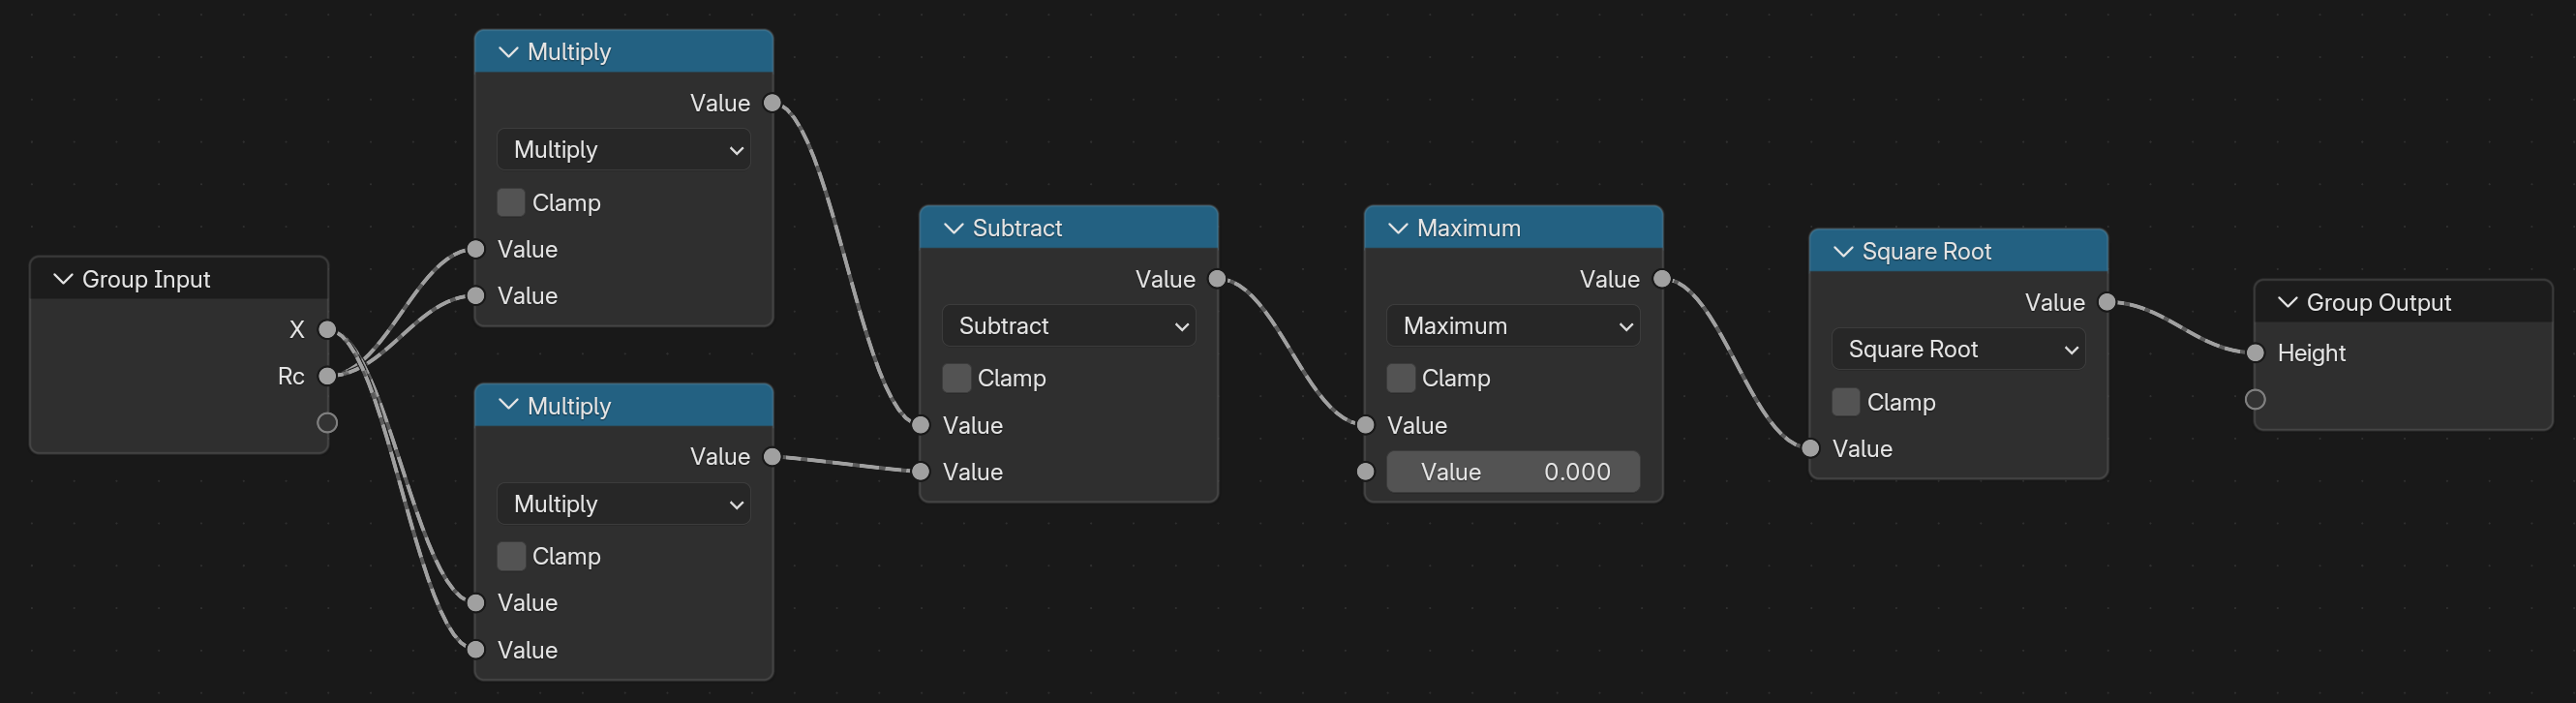 Group Input
X
Rc
Multiply
Value
Multiply
Clamp
Value
Value
Multiply
Value
Multiply
Clamp
Value
Value
Subtract
Value
Subtract
Clamp
Value
Value
Maximum
Value
Maximum
Clamp
Value
Value 0.000
Square Root
Value
Square Root
Clamp
Value
Group Output
Height